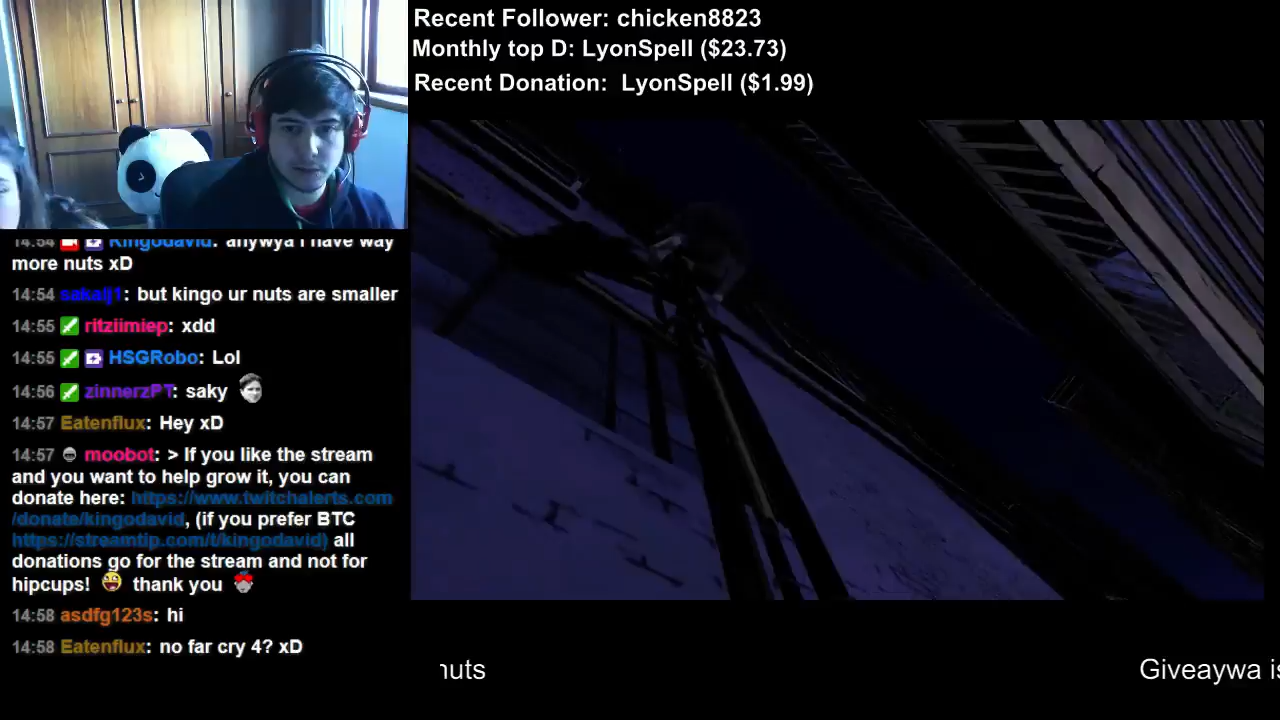 Recent Follower: chicken8823
Monthly top D: LyonSpell ($23.73)
Recent Donation: LyonSpell ($1.99)
14:54 Kingodavid: anywya i have way
more nuts xD
14:54 sakalj1: but kingo ur nuts are smaller
14:55 ritziimiep: xdd
14:55 HSGRobo: Lol
14:56 zinnerzPT: saky
14:57 Eatenflux: Hey xD
14:57 moobot: > If you like the stream
and you want to help grow it, you can
donate here: https://www.twitchalerts.com
/donate/kingodavid, (if you prefer BTC
https://streamtip.com/t/kingodavid) all
donations go for the stream and not for
hipcups! thank you
14:58 asdfg123s: hi
14:58 Eatenflux: no far cry 4? xD
nuts
Giveaywa is